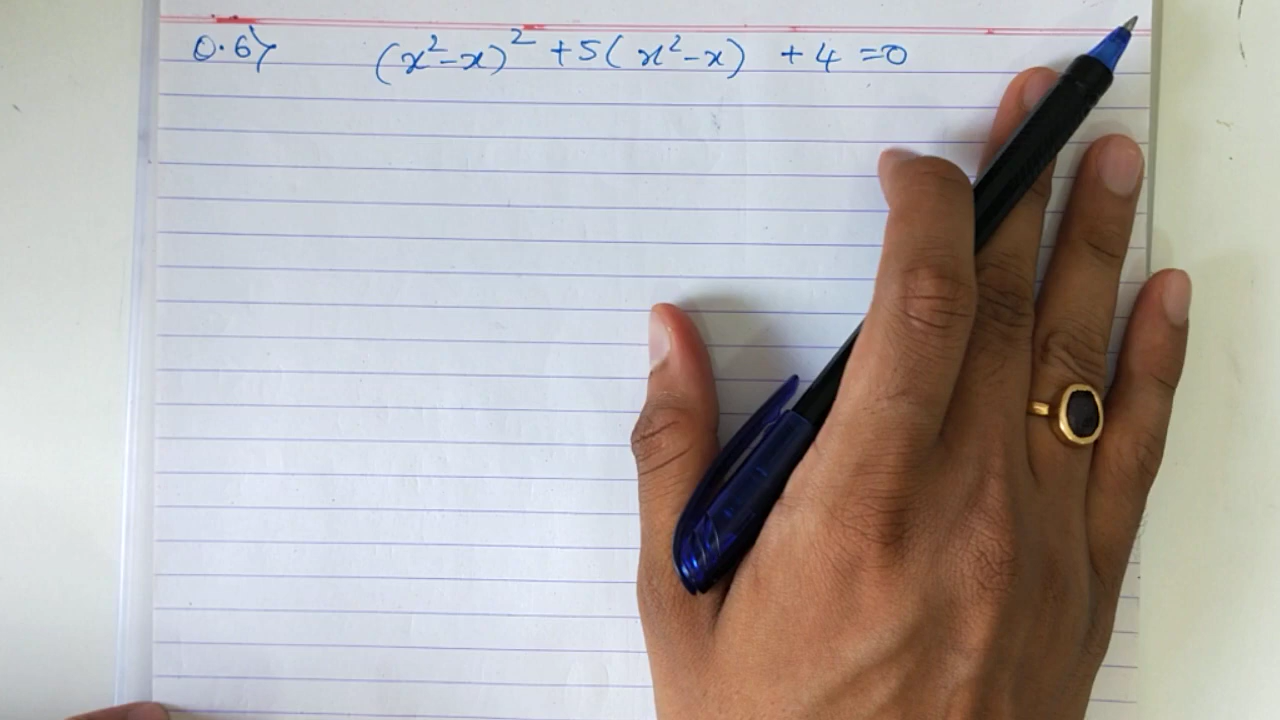 Q.6) (x²-x)² +5(x²-x) +4 =0